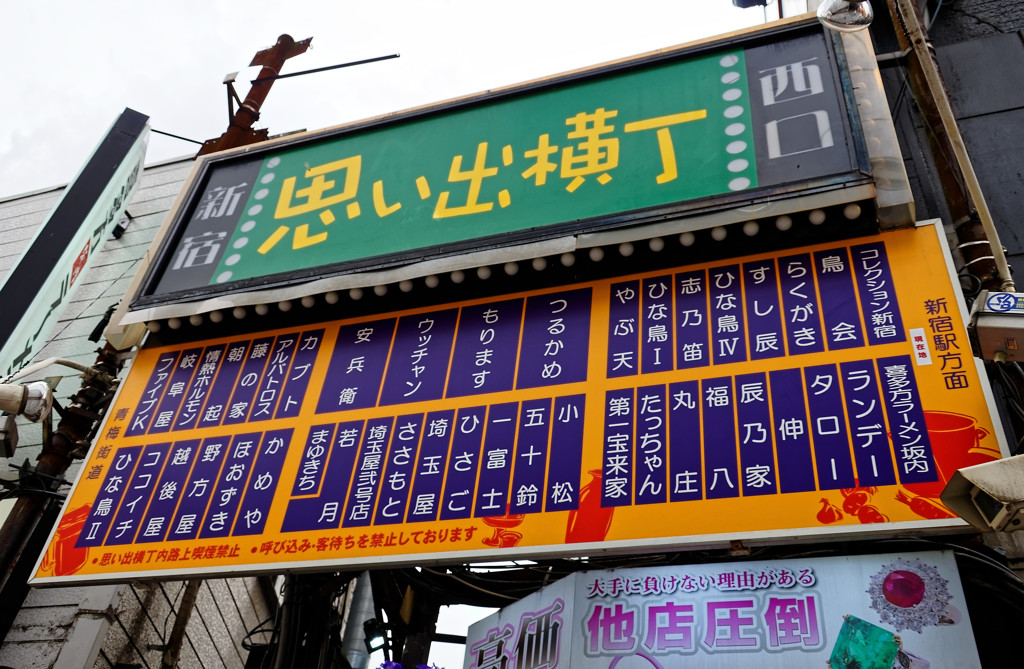 新宿
思い出横丁
西口
新宿駅方面
現在地
青梅街道
ファイブK
岐阜屋
情熱ホルモン
朝起
藤の家
アルバトロス
カブト
安兵衛
ウッチャン
もります
つるかめ
やぶ天
ひな鳥Ⅰ
志乃笛
ひな鳥Ⅳ
すし辰
らくがき
鳥会
コレクション新宿
ひな鳥Ⅱ
ココイチ
越後屋
野方屋
ほおずき
かめや
まゆきち
若月
埼玉屋弐号店
ささもと
埼玉屋
ひさご
一富士
五十鈴
小松
第一宝来家
たっちゃん
丸庄
福八
辰乃家
伸
タロー
ランデー
喜多方ラーメン坂内
●思い出横丁内路上喫煙禁止 ●呼び込み·客待ちを禁止しております
大手に負けない理由がある
高価
他店圧倒